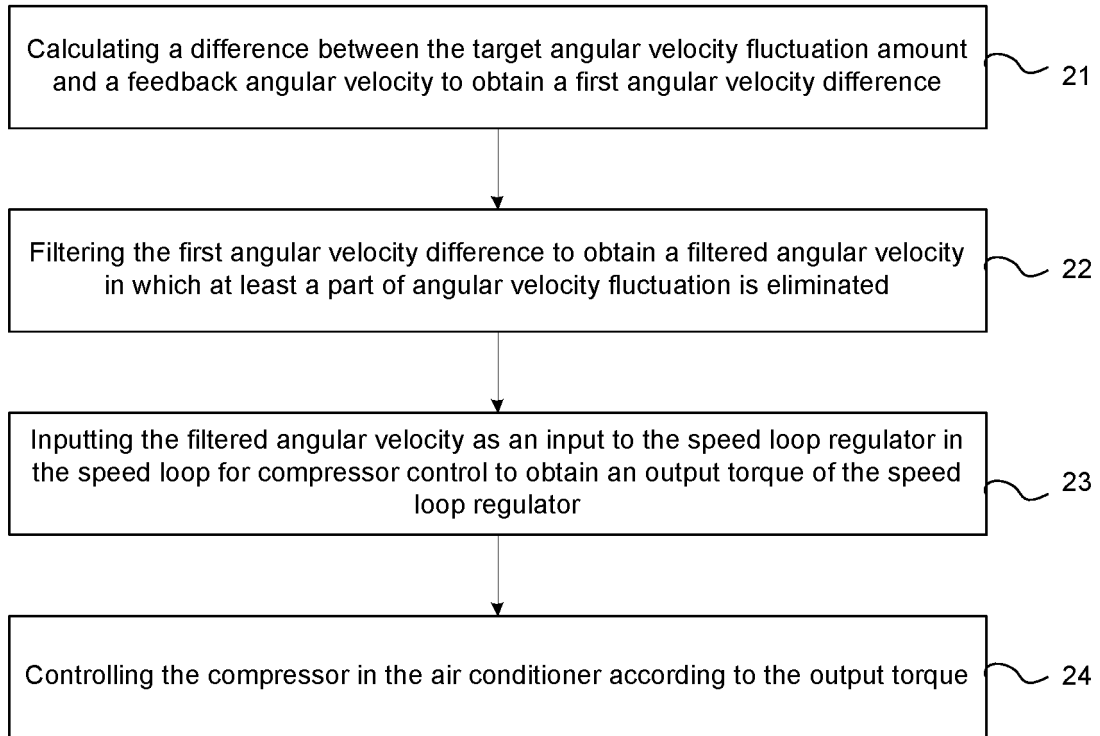 Calculating a difference between the target angular velocity fluctuation amount
and a feedback angular velocity to obtain a first angular velocity difference
21
Filtering the first angular velocity difference to obtain a filtered angular velocity
in which at least a part of angular velocity fluctuation is eliminated
22
Inputting the filtered angular velocity as an input to the speed loop regulator in
the speed loop for compressor control to obtain an output torque of the speed
loop regulator
23
Controlling the compressor in the air conditioner according to the output torque
24